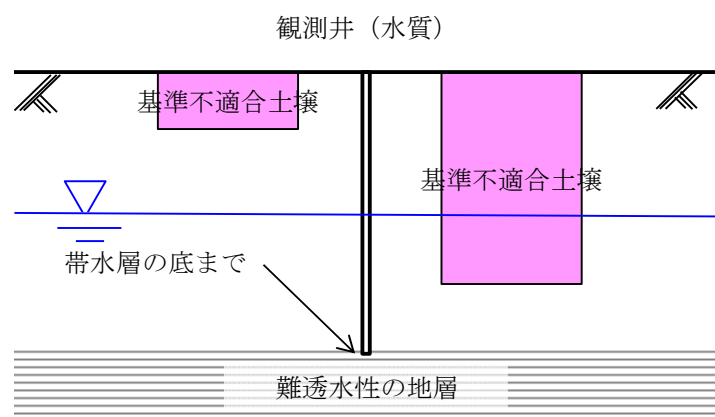 観測井（水質）
基準不適合土壌
基準不適合土壌
帯水層の底まで
難透水性の地層